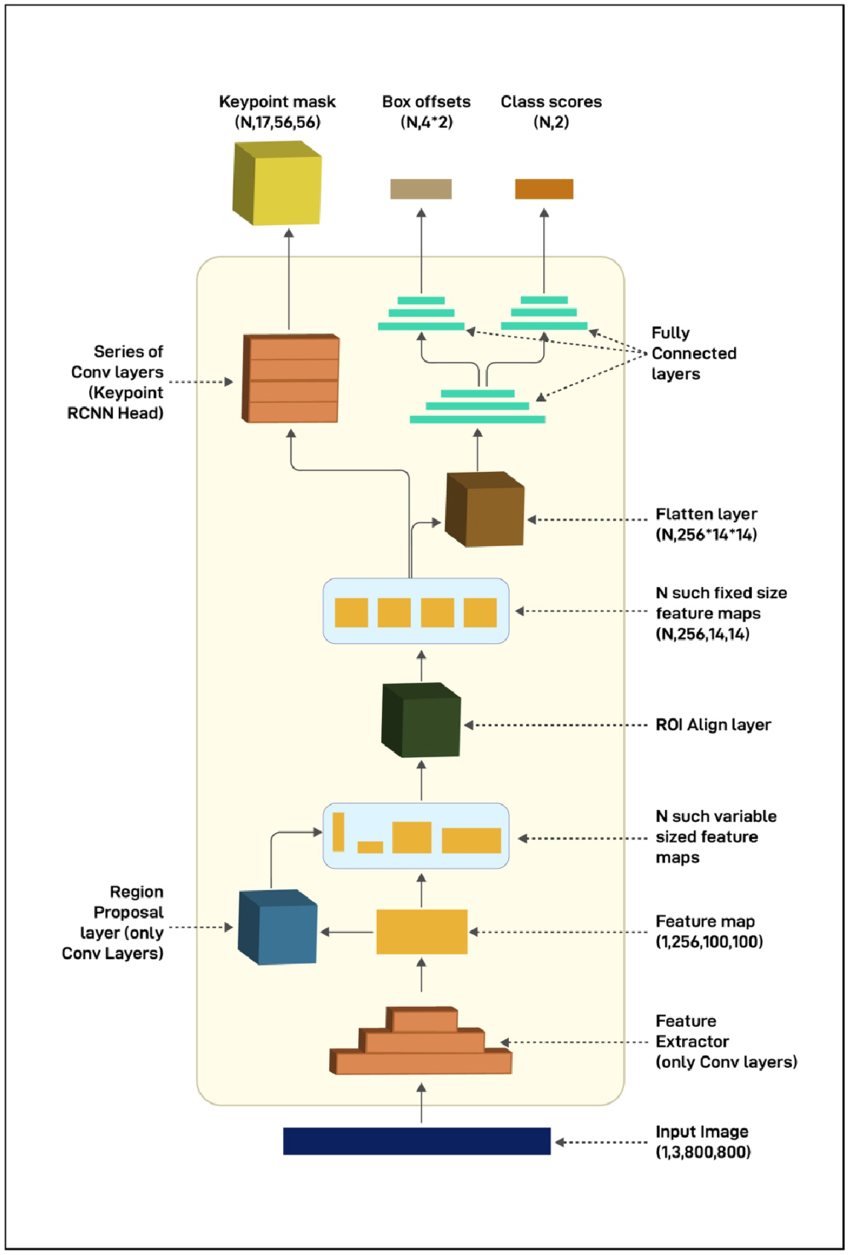 Keypoint mask
(N,17,56,56)
Box offsets
(N,4*2)
Class scores
(N,2)
Series of
Conv layers
(Keypoint
RCNN Head)
Fully
Connected
layers
Flatten layer
(N,256*14*14)
N such fixed size
feature maps
(N,256,14,14)
ROI Align layer
N such variable
sized feature
maps
Region
Proposal
layer (only
Conv Layers)
Feature map
(1,256,100,100)
Feature
Extractor
(only Conv layers)
Input Image
(1,3,800,800)